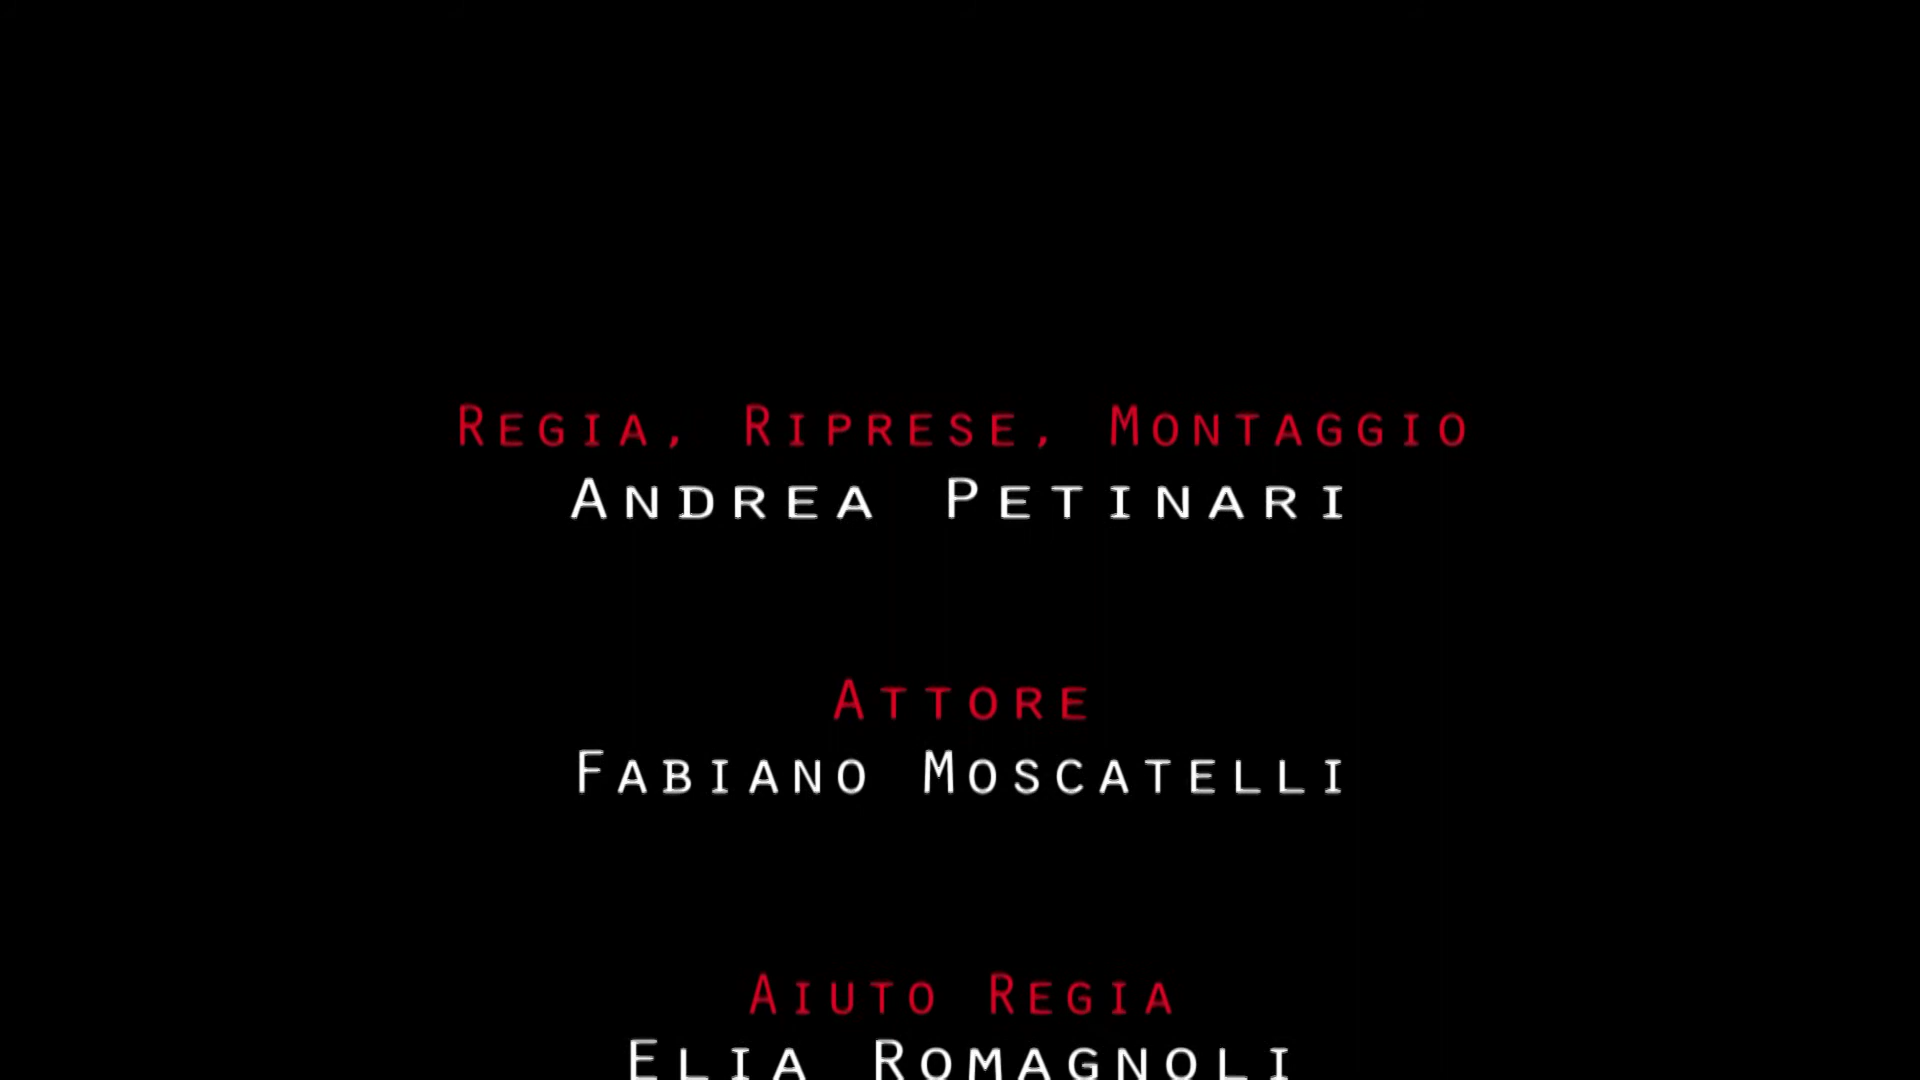 Regia, Riprese, Montaggio
Andrea Petinari
Attore
Fabiano Moscatelli
Aiuto Regia
Elia Romagnoli